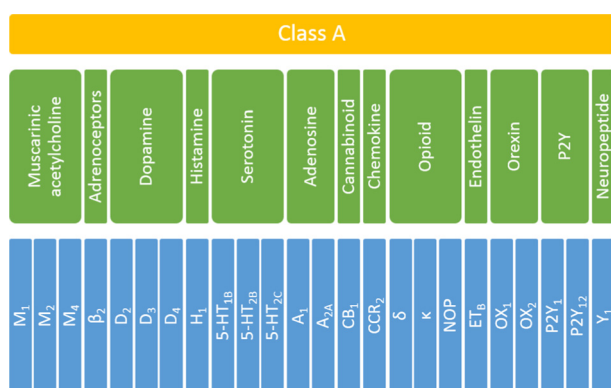 Class A
Muscarinic
acetylcholine
Adrenoceptors
Dopamine
Histamine
Serotonin
Adenosine
Cannabinoid
Chemokine
Opioid
Endothelin
Orexin
P2Y
Neuropeptide
M₁
M₂
M₄
β₂
D₂
D₃
D₄
H₁
5-HT₁B
5-HT₂B
5-HT₂C
A₁
A₂A
CB₁
CCR₂
δ
κ
NOP
ET_B
OX₁
OX₂
P2Y₁
P2Y₁₂
Y₁